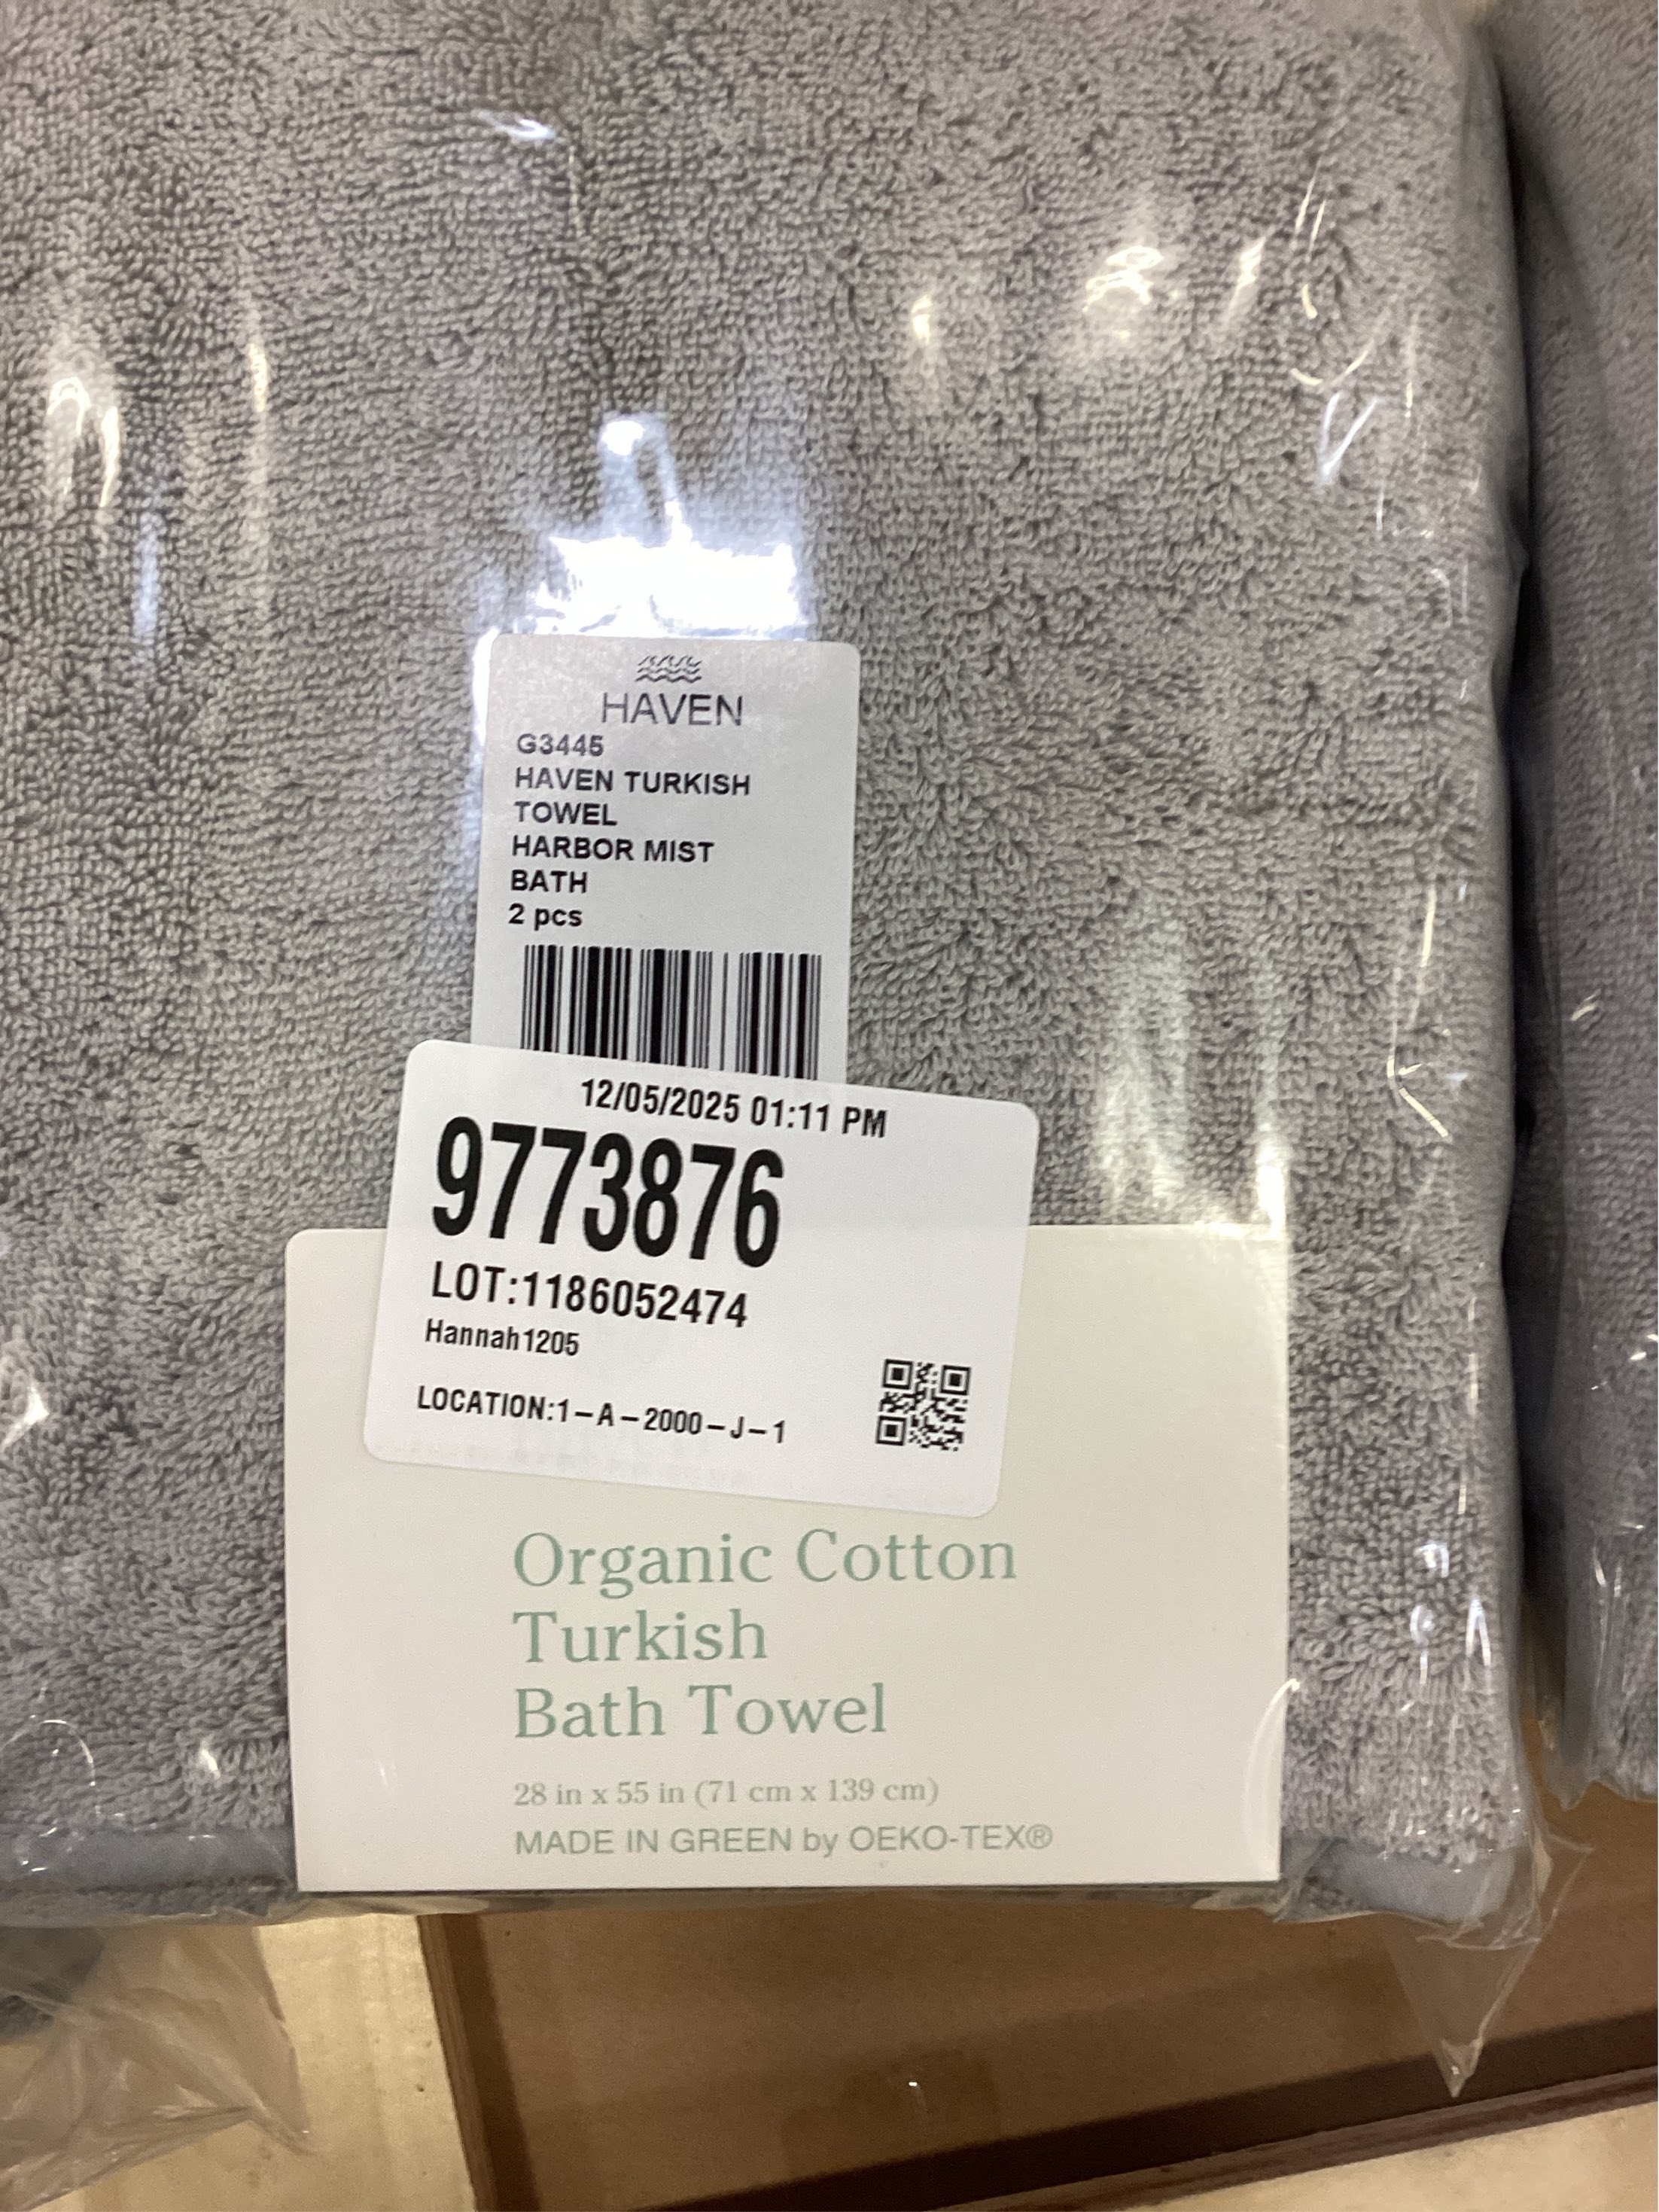 HAVEN
G3445
HAVEN TURKISH
TOWEL
HARBOR MIST
BATH
2 pcs
12/05/2025 01:11 PM
9773876
LOT:1186052474
Hannah1205
LOCATION:1-A-2000-J-1
Organic Cotton
Turkish
Bath Towel
28 in x 55 in (71 cm x 139 cm)
MADE IN GREEN by OEKO-TEX®